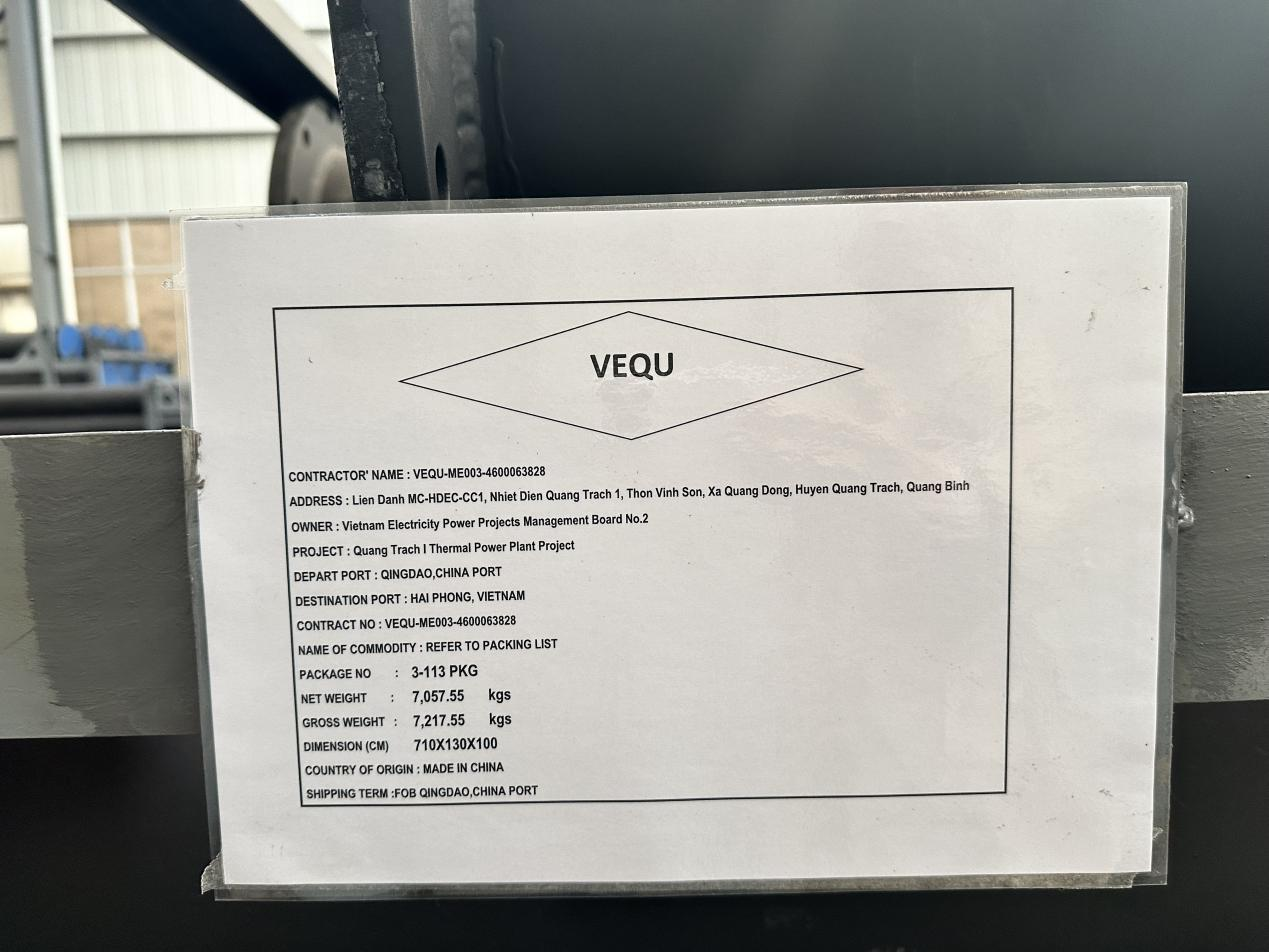 VEQU
CONTRACTOR' NAME : VEQU-ME003-4600063828
ADDRESS : Lien Danh MC-HDEC-CC1, Nhiet Dien Quang Trach 1, Thon Vinh Son, Xa Quang Dong, Huyen Quang Trach, Quang Binh
OWNER : Vietnam Electricity Power Projects Management Board No.2
PROJECT : Quang Trach I Thermal Power Plant Project
DEPART PORT : QINGDAO,CHINA PORT
DESTINATION PORT : HAI PHONG, VIETNAM
CONTRACT NO : VEQU-ME003-4600063828
NAME OF COMMODITY : REFER TO PACKING LIST
PACKAGE NO : 3-113 PKG
NET WEIGHT : 7,057.55 kgs
GROSS WEIGHT : 7,217.55 kgs
DIMENSION (CM) 710X130X100
COUNTRY OF ORIGIN : MADE IN CHINA
SHIPPING TERM :FOB QINGDAO,CHINA PORT